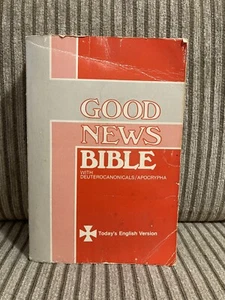 GOOD
NEWS
BIBLE
WITH
DEUTEROCANONICALS/APOCRYPHA
Today's English Version